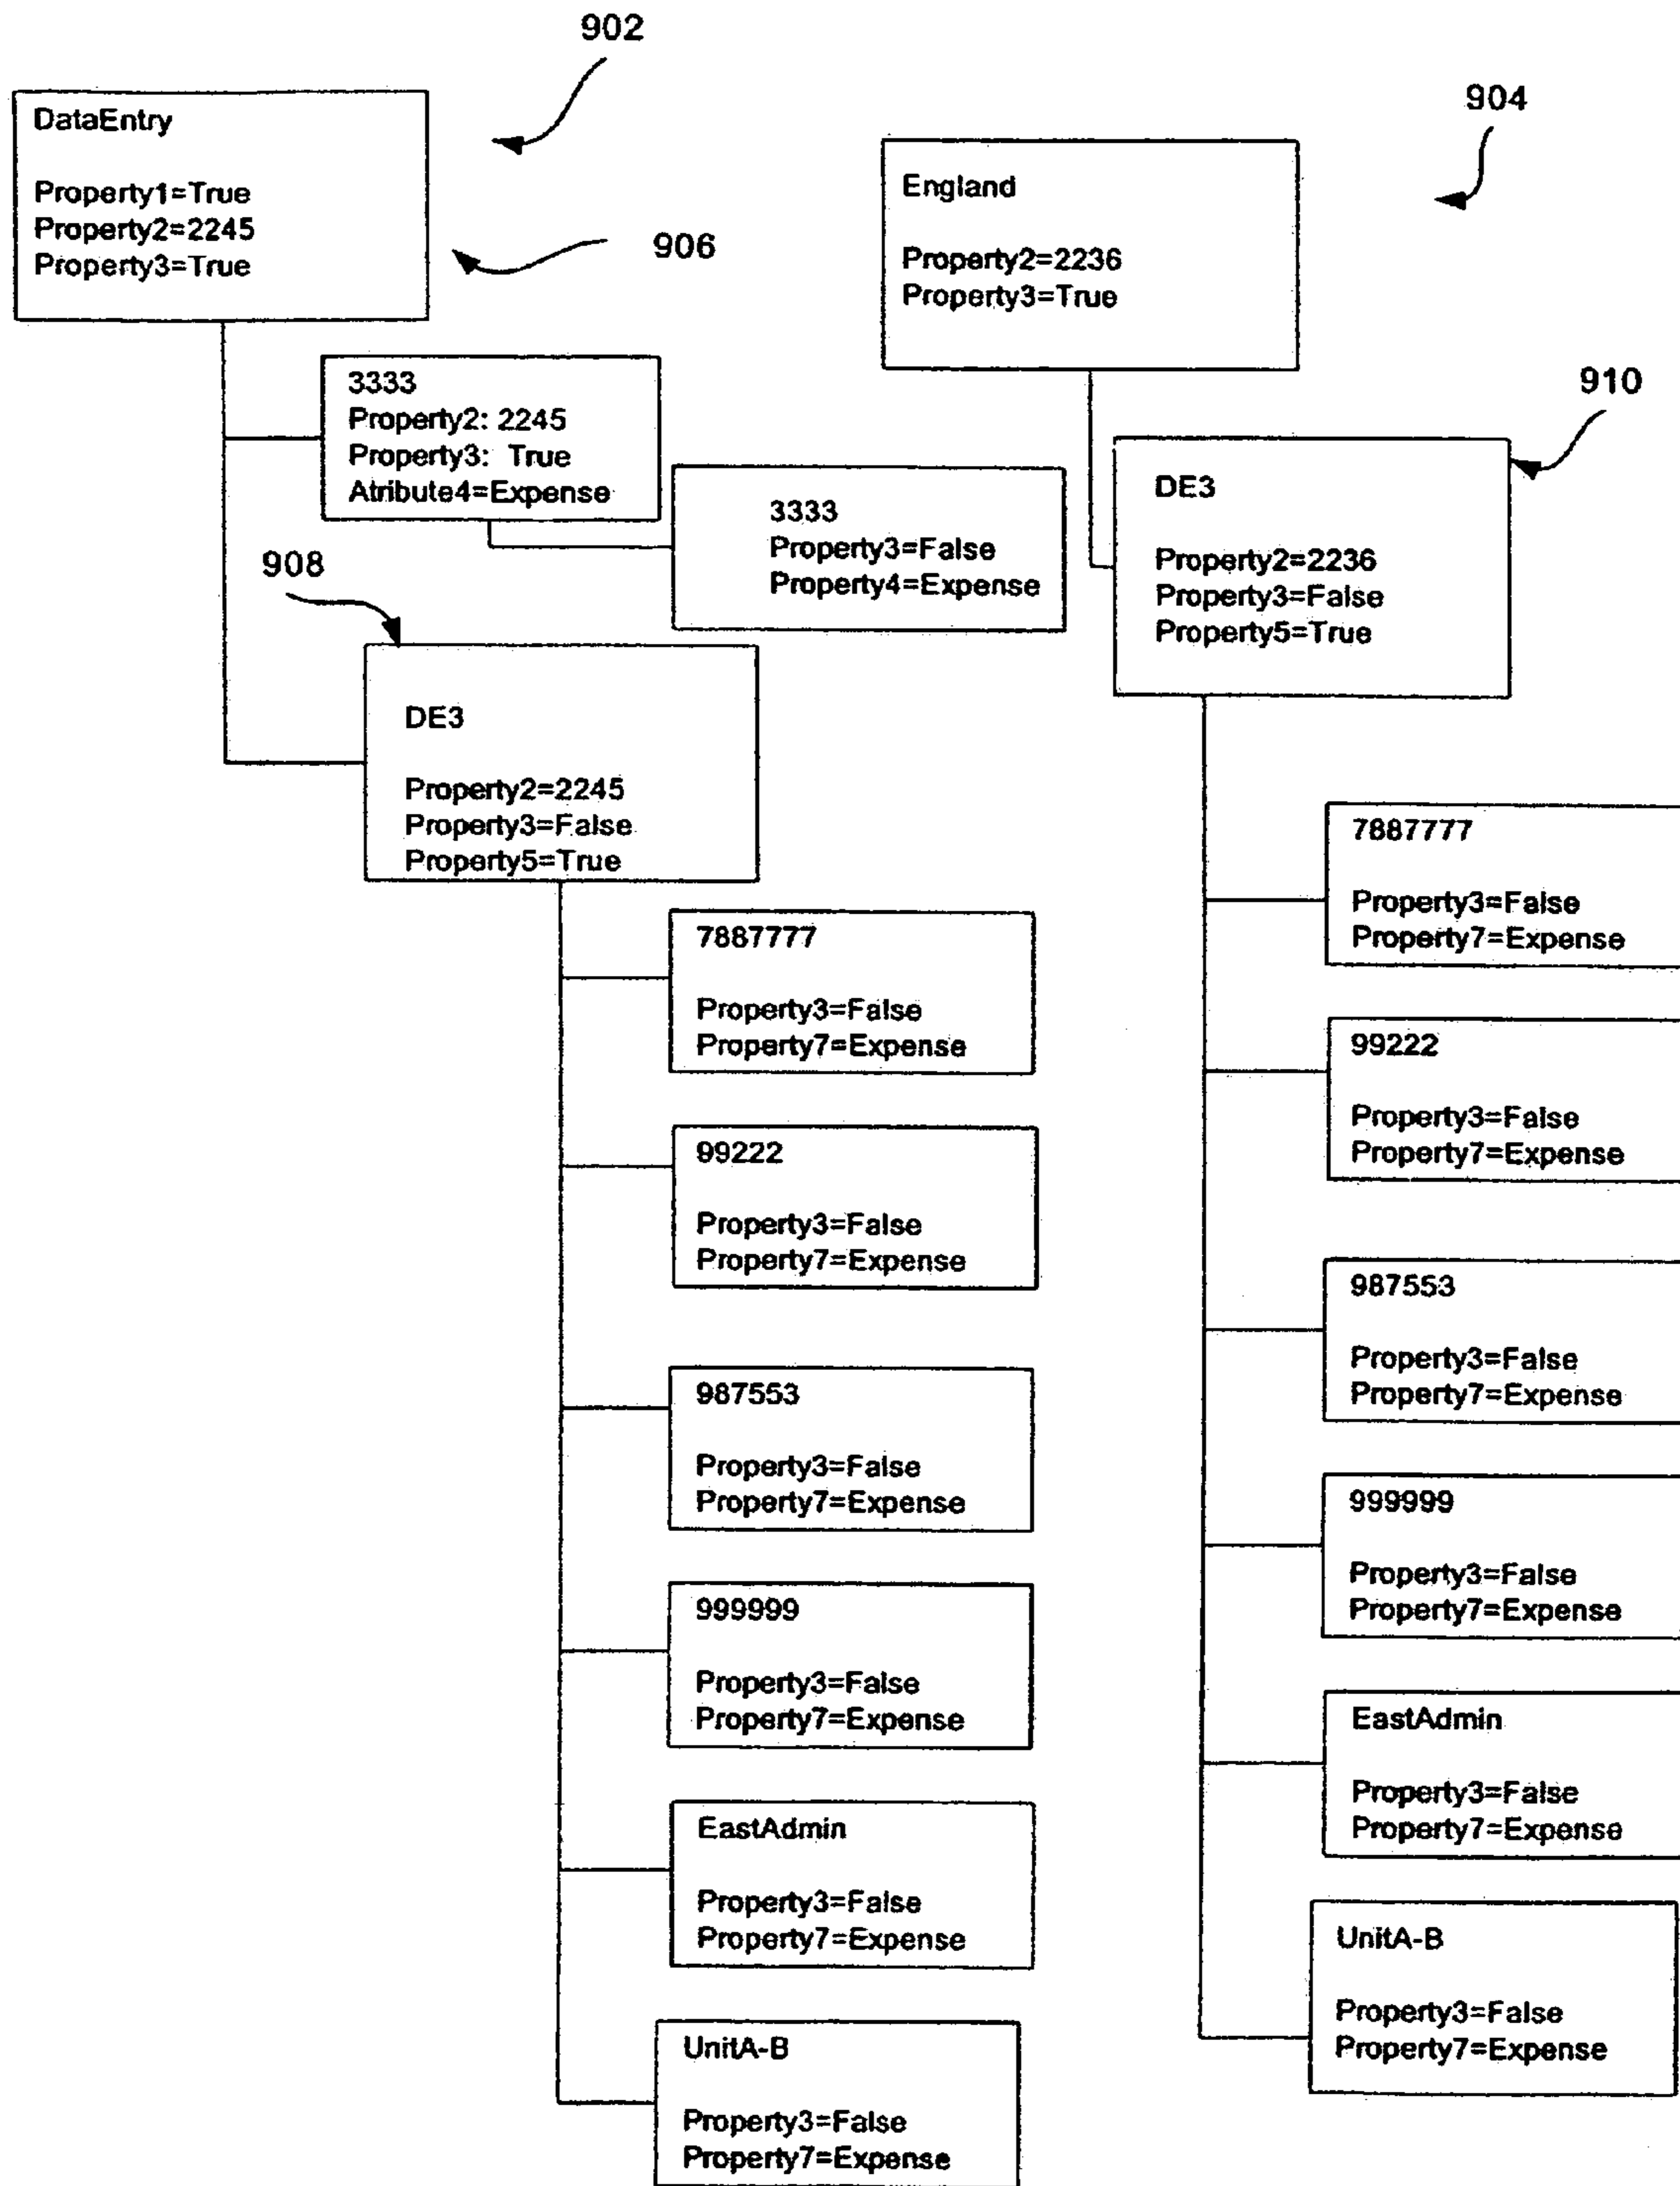 902
DataEntry
Property1=True
Property2=2245
Property3=True
906
904
England
Property2=2236
Property3=True
3333
Property2: 2245
Property3: True
Atribute4=Expense
3333
Property3=False
Property4=Expense
910
DE3
Property2=2236
Property3=False
Property5=True
908
DE3
Property2=2245
Property3=False
Property5=True
7887777
Property3=False
Property7=Expense
99222
Property3=False
Property7=Expense
987553
Property3=False
Property7=Expense
999999
Property3=False
Property7=Expense
EastAdmin
Property3=False
Property7=Expense
UnitA-B
Property3=False
Property7=Expense
7887777
Property3=False
Property7=Expense
99222
Property3=False
Property7=Expense
987553
Property3=False
Property7=Expense
999999
Property3=False
Property7=Expense
EastAdmin
Property3=False
Property7=Expense
UnitA-B
Property3=False
Property7=Expense